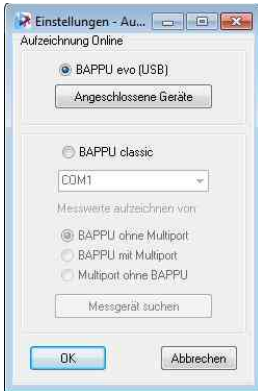 Einstellungen - Au...
Aufzeichnung Online
BAPPU evo (USB)
Angeschlossene Geräte
BAPPU classic
COM1
Messwerte aufzeichnen von
BAPPU ohne Multiport
BAPPU mit Multiport
Multiport ohne BAPPU
Messgerät suchen
OK
Abbrechen